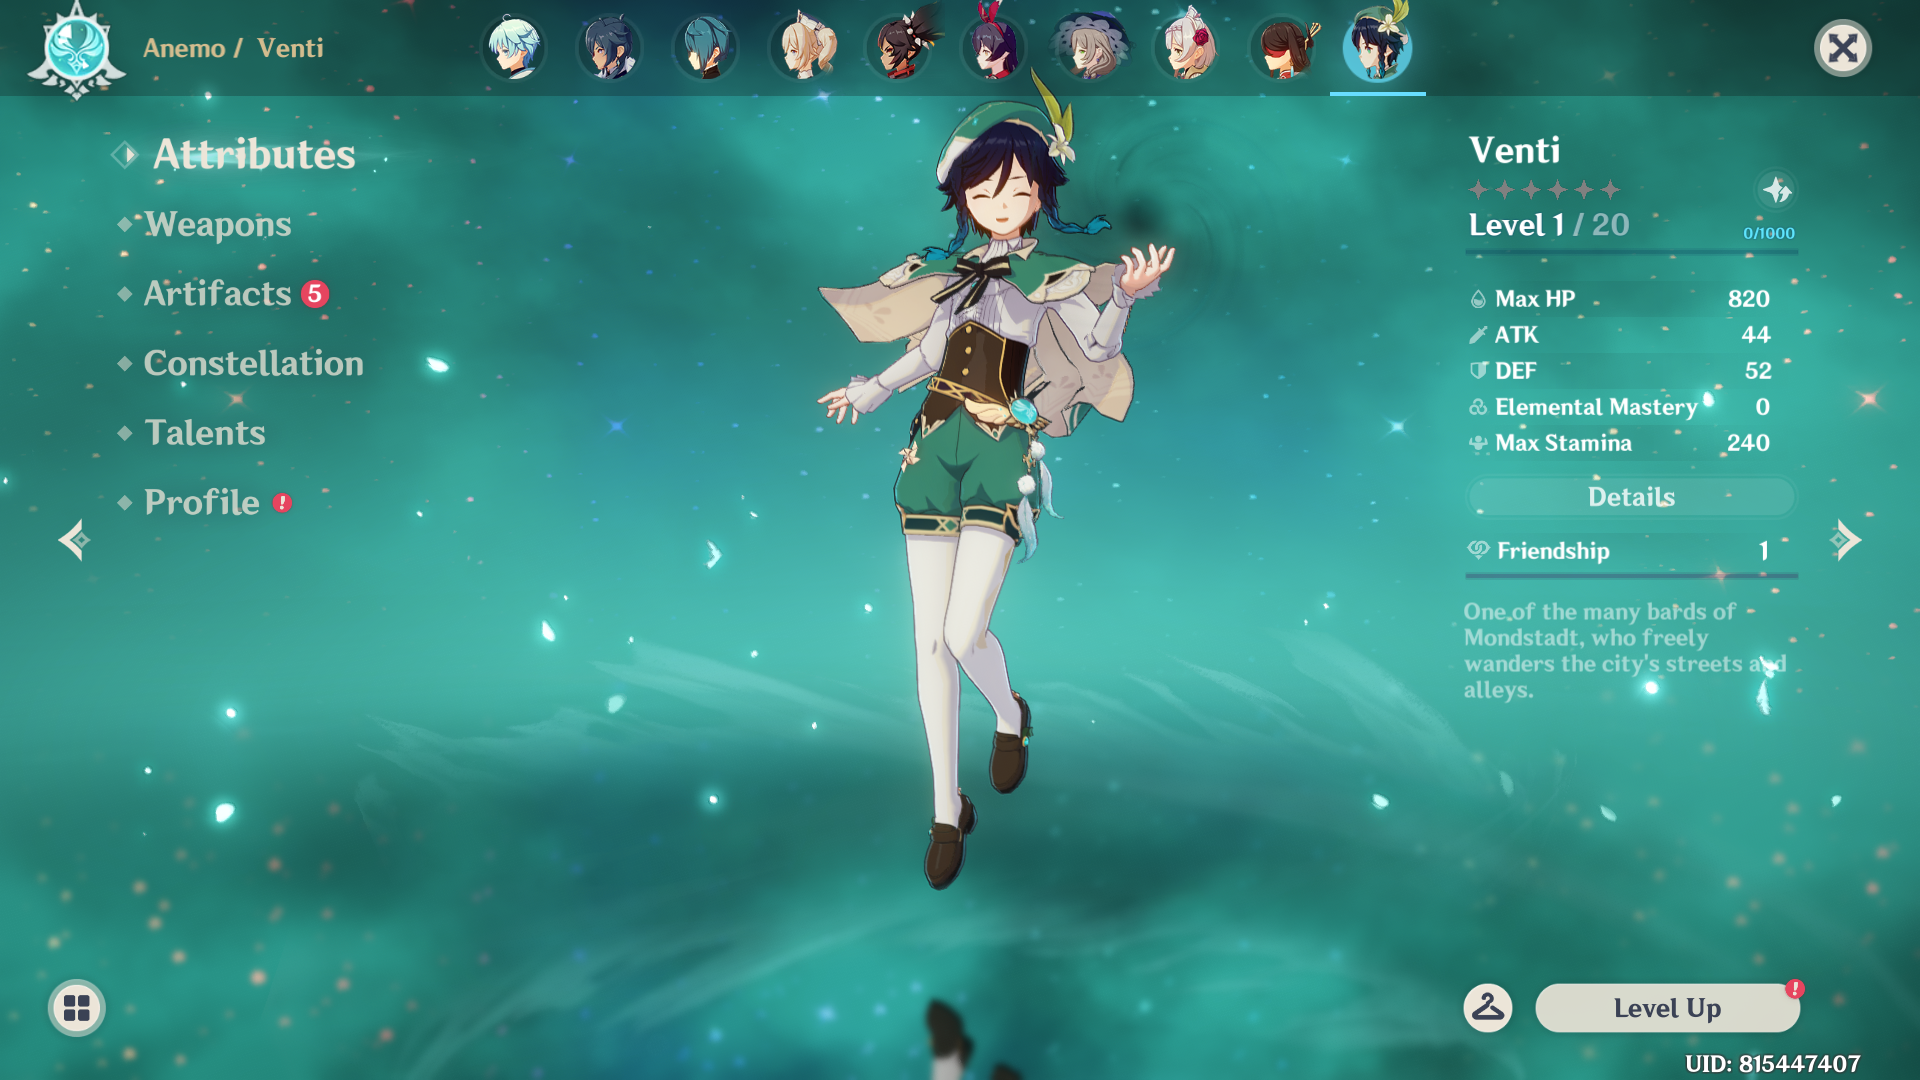 Anemo / Venti
Attributes
Weapons
Artifacts 5
Constellation
Talents
Profile !
Venti
Level 1 / 20
0/1000
Max HP 820
ATK 44
DEF 52
Elemental Mastery 0
Max Stamina 240
Details
Friendship 1
One of the many bards of
Mondstadt, who freely
wanders the city's streets and
alleys.
Level Up !
UID: 815447407